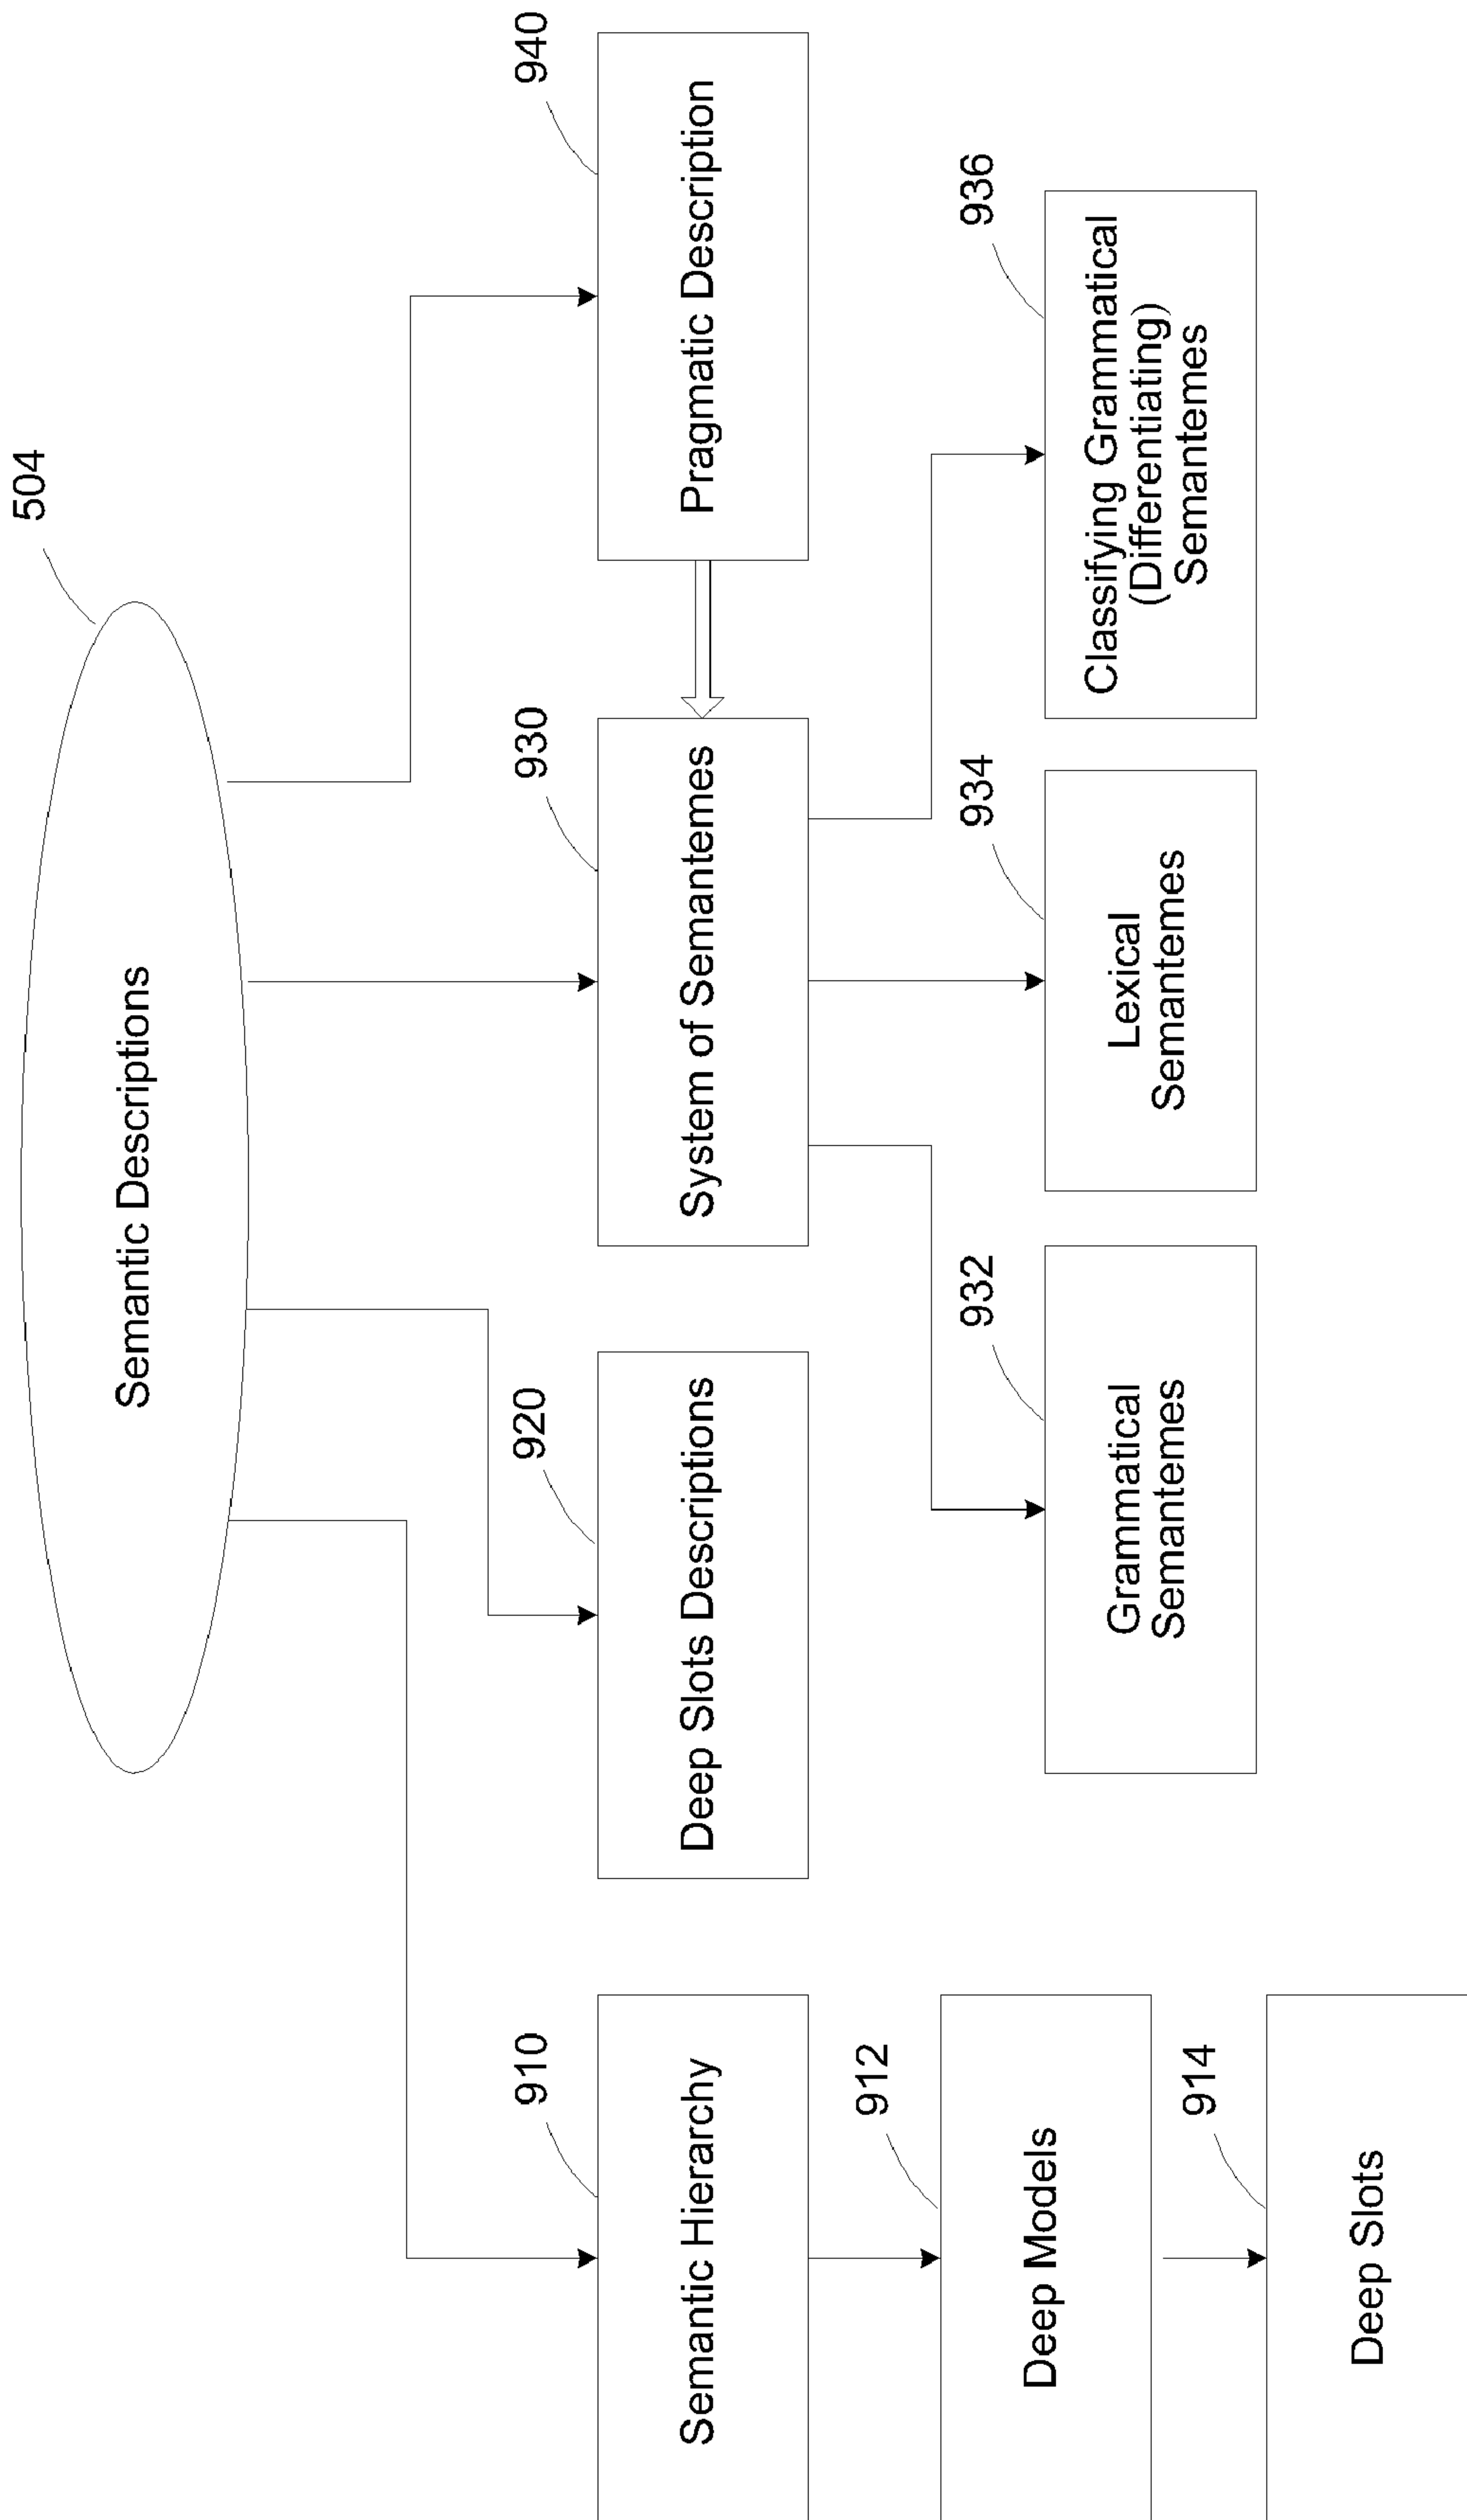 504
Semantic Descriptions
910
920
930
940
Semantic Hierarchy
Deep Slots Descriptions
System of Semantemes
Pragmatic Description
912
932
934
936
Deep Models
Grammatical
Semantemes
Lexical
Semantemes
Classifying Grammatical
(Differentiating)
Semantemes
914
Deep Slots